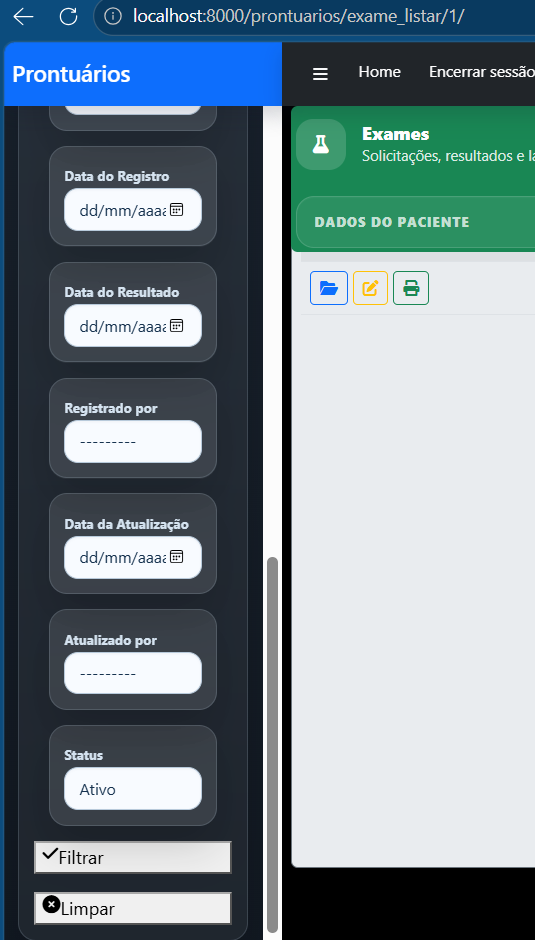 localhost:8000/prontuarios/exame_listar/1/
Prontuários
Home
Encerrar sessão
Exames
Solicitações, resultados e
DADOS DO PACIENTE
Data do Registro
dd/mm/aaaa
Data do Resultado
dd/mm/aaaa
Registrado por
---------
Data da Atualização
dd/mm/aaaa
Atualizado por
---------
Status
Ativo
Filtrar
Limpar